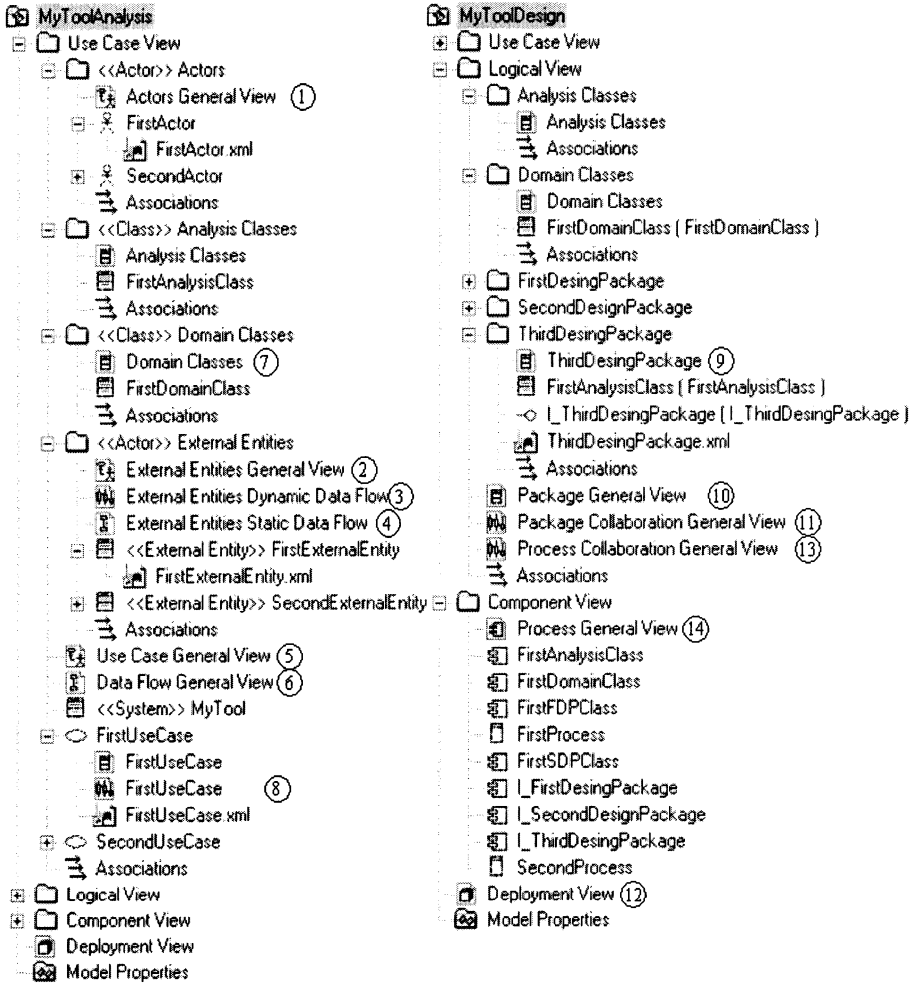 MyToolAnalysis
Use Case View
<<Actor>> Actors
Actors General View 1
FirstActor
FirstActor.xml
SecondActor
Associations
<<Class>> Analysis Classes
Analysis Classes
FirstAnalysisClass
Associations
<<Class>> Domain Classes
Domain Classes 7
FirstDomainClass
Associations
<<Actor>> External Entities
External Entities General View 2
External Entities Dynamic Data Flow 3
External Entities Static Data Flow 4
<<External Entity>> FirstExternalEntity
FirstExternalEntity.xml
<<External Entity>> SecondExternalEntity
Associations
Use Case General View 5
Data Flow General View 6
<<System>> MyTool
FirstUseCase
FirstUseCase
FirstUseCase 8
FirstUseCase.xml
SecondUseCase
Associations
Logical View
Component View
Deployment View
Model Properties
MyToolDesign
Use Case View
Logical View
Analysis Classes
Analysis Classes
Associations
Domain Classes
Domain Classes
FirstDomainClass ( FirstDomainClass )
Associations
FirstDesingPackage
SecondDesignPackage
ThirdDesingPackage
ThirdDesingPackage 9
FirstAnalysisClass ( FirstAnalysisClass )
I_ThirdDesingPackage ( I_ThirdDesingPackage )
ThirdDesingPackage.xml
Associations
Package General View 10
Package Collaboration General View 11
Process Collaboration General View 13
Associations
Component View
Process General View 14
FirstAnalysisClass
FirstDomainClass
FirstFDPClass
FirstProcess
FirstSDPClass
I_FirstDesingPackage
I_SecondDesignPackage
I_ThirdDesingPackage
SecondProcess
Deployment View 12
Model Properties